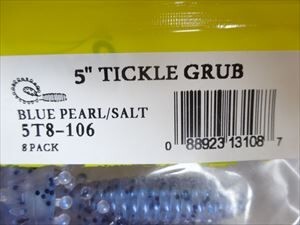 5" TICKLE GRUB
BLUE PEARL/SALT
5T8-106
8 PACK
0 88923 13108 7